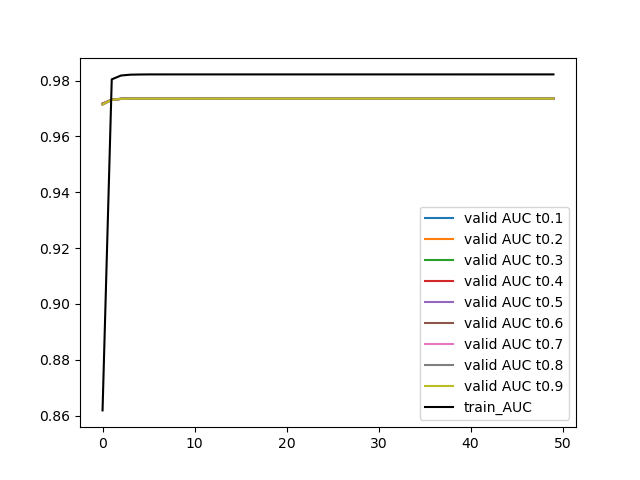 0.98
0.96
0.94
0.92
0.90
0.88
0.86
0
10
20
30
40
50
valid AUC t0.1
valid AUC t0.2
valid AUC t0.3
valid AUC t0.4
valid AUC t0.5
valid AUC t0.6
valid AUC t0.7
valid AUC t0.8
valid AUC t0.9
train_AUC